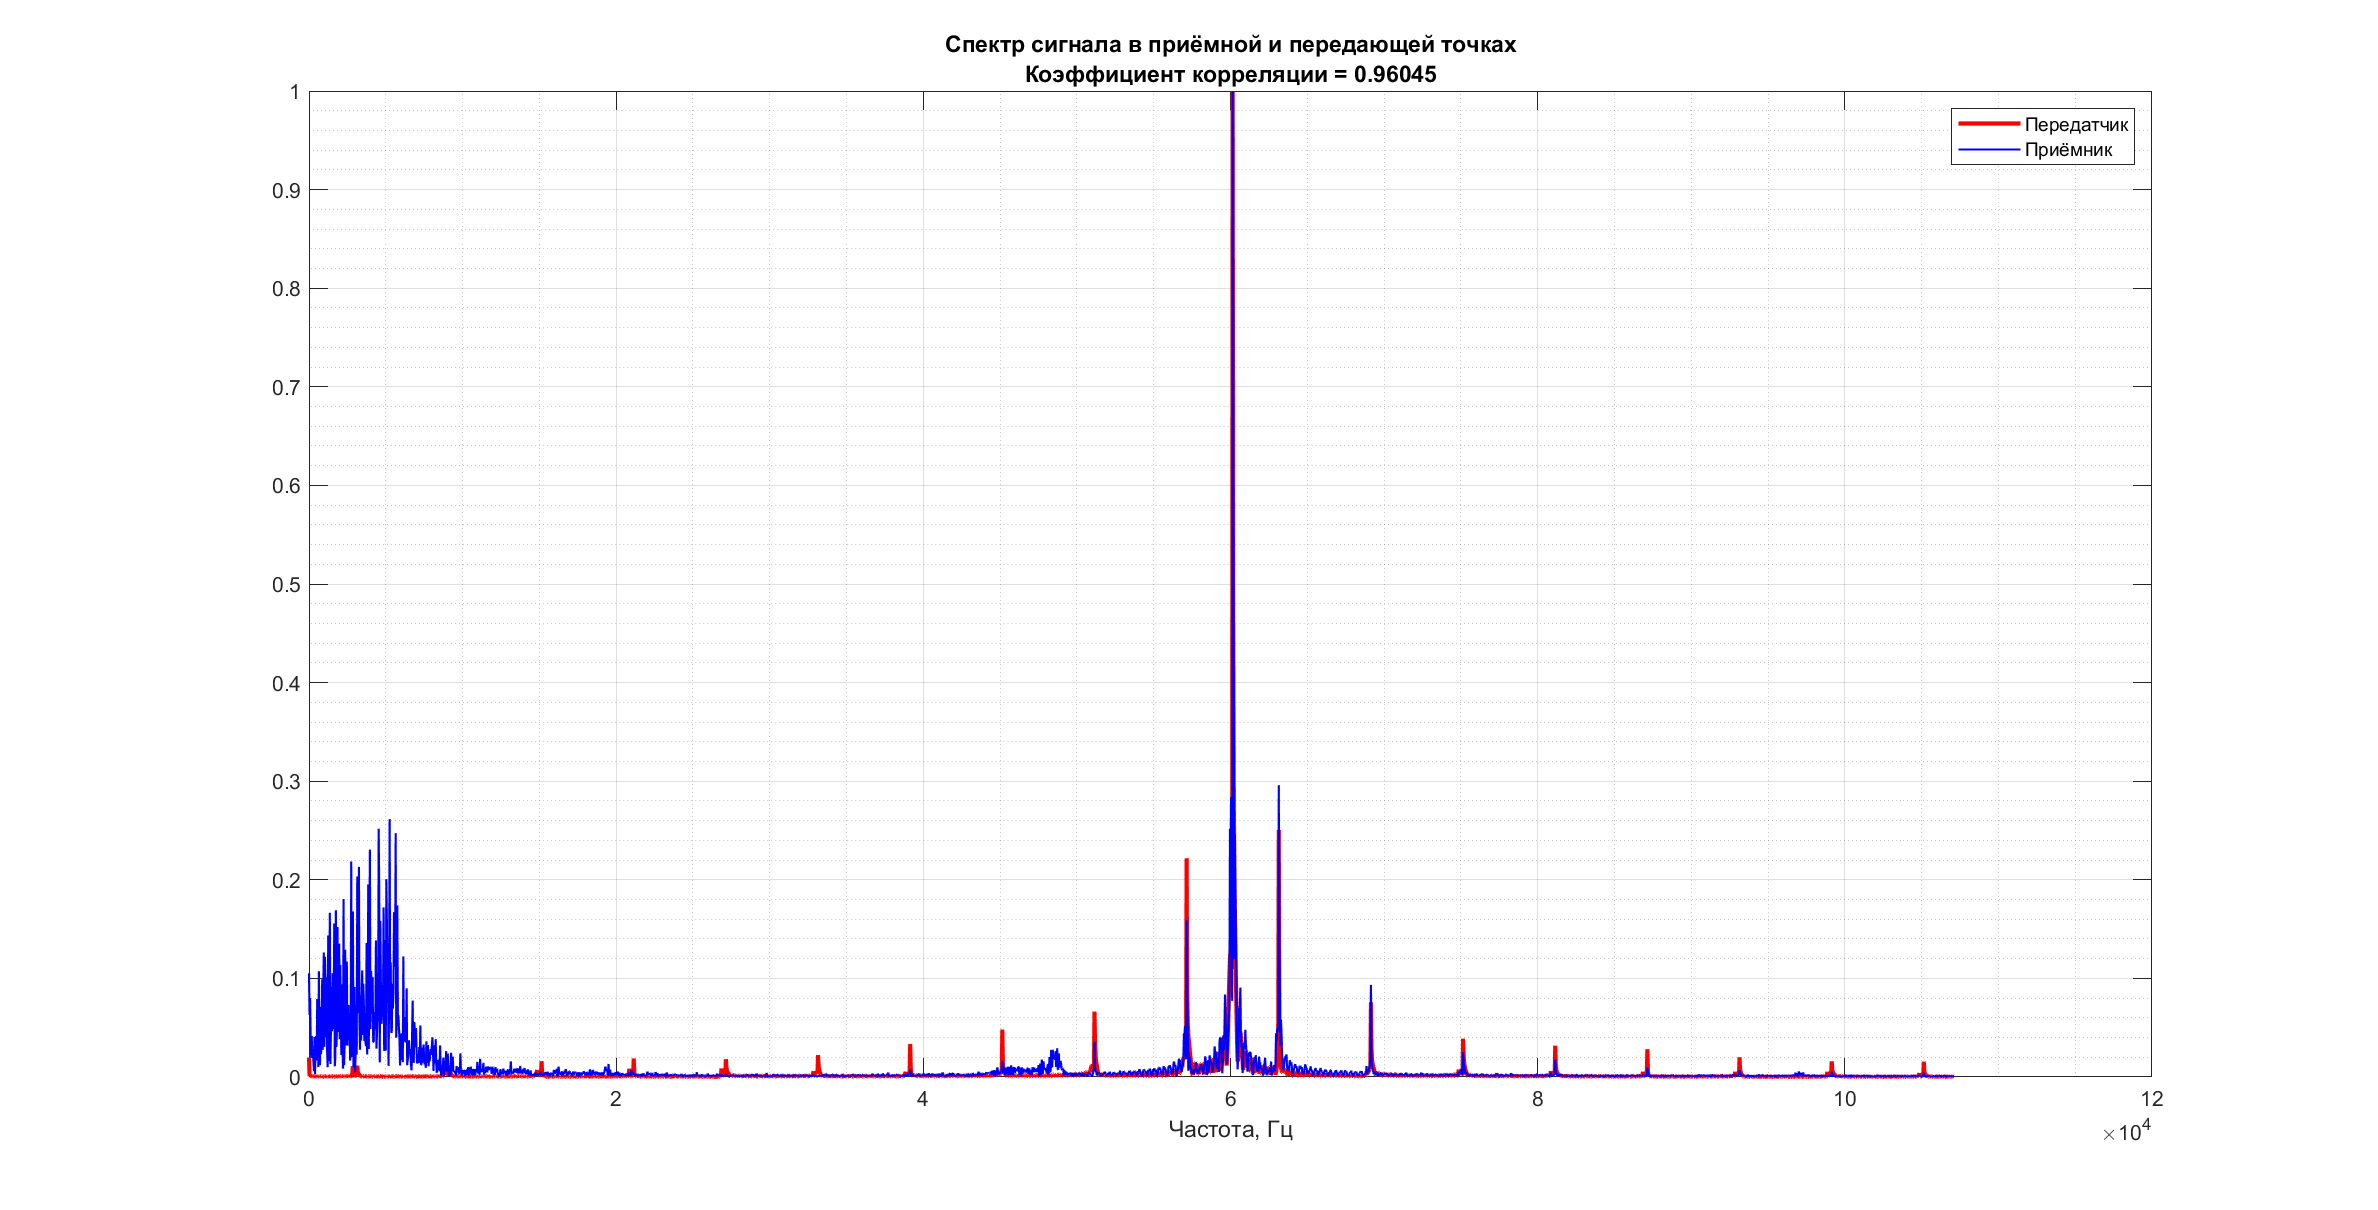 Спектр сигнала в приёмной и передающей точках
Коэффициент корреляции = 0.96045
Передатчик
Приёмник
1
0.9
0.8
0.7
0.6
0.5
0.4
0.3
0.2
0.1
0
0 2 4 6 8 10 12
Частота, Гц
×10⁴